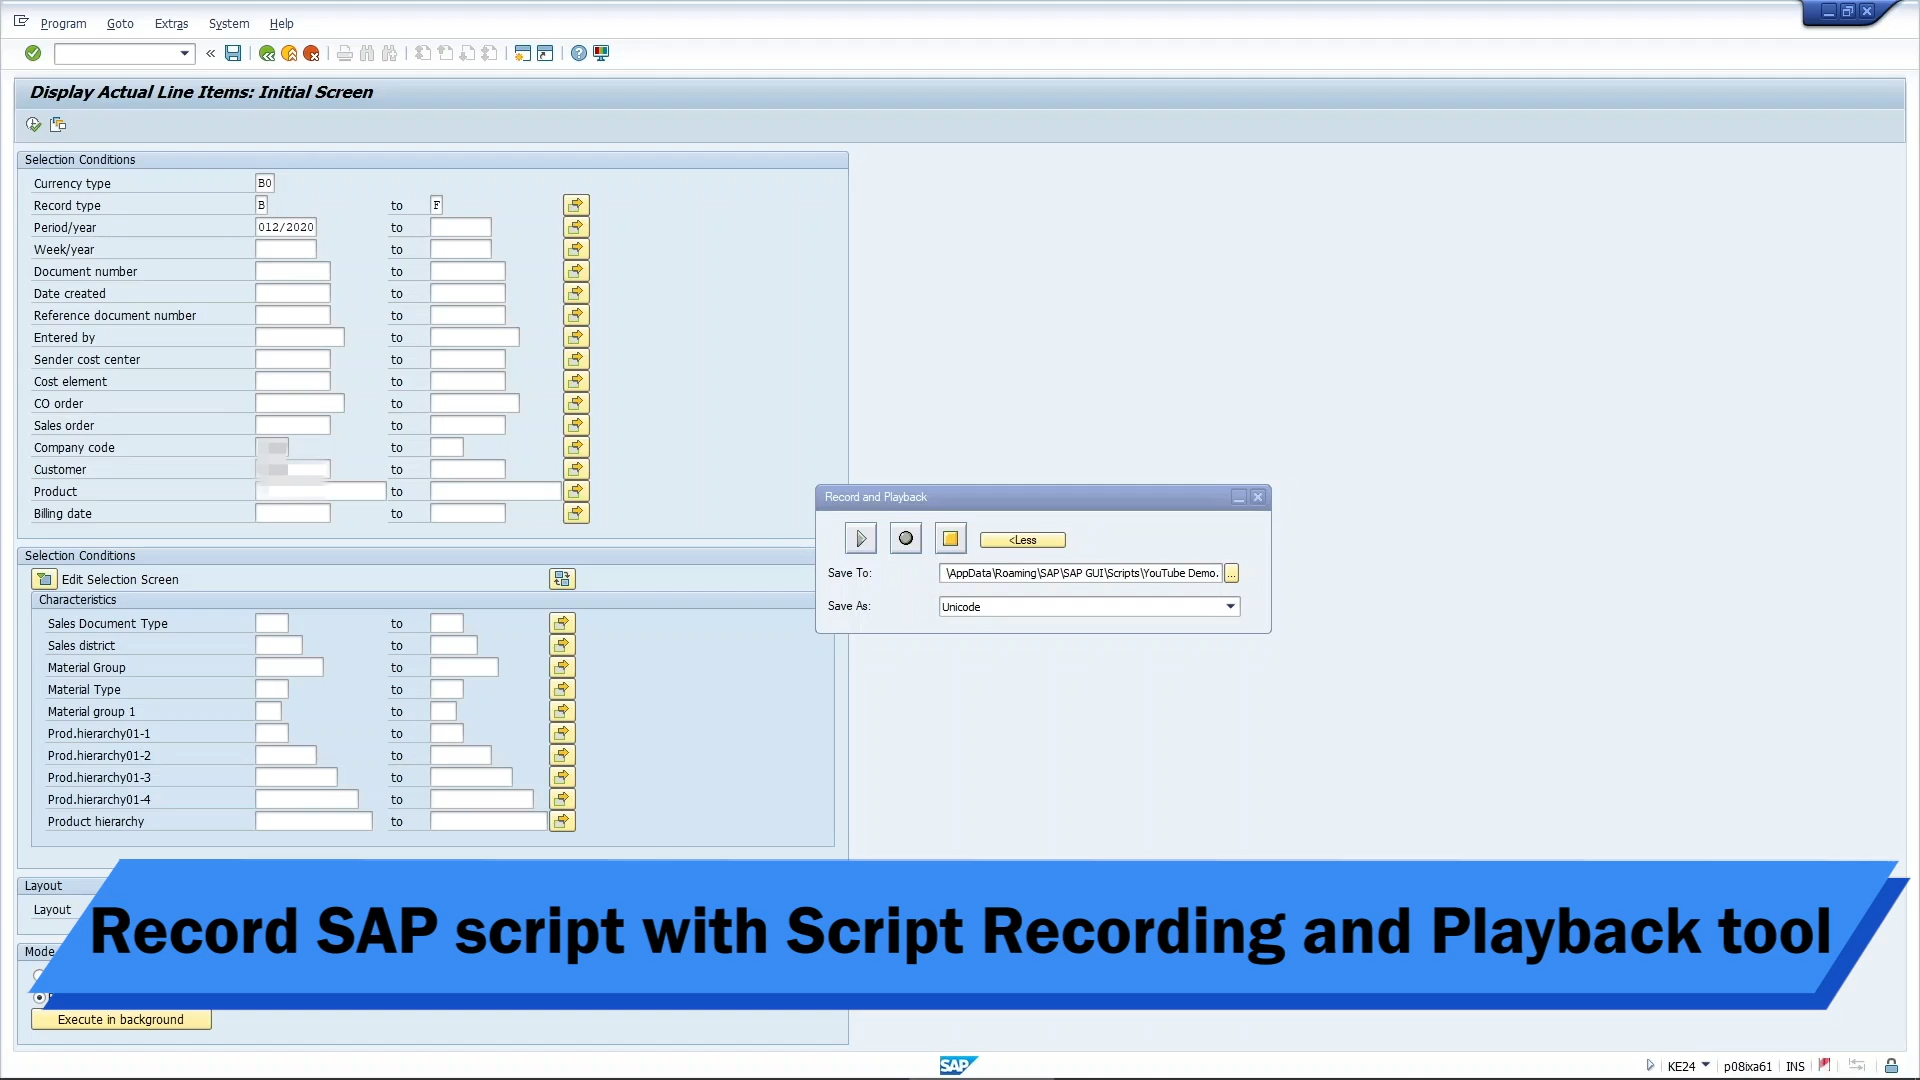 Program Goto Extras System Help
Display Actual Line Items: Initial Screen
Selection Conditions
Currency type B0
Record type B to F
Period/year 012/2020 to
Week/year to
Document number to
Date created to
Reference document number to
Entered by to
Sender cost center to
Cost element to
CO order to
Sales order to
Company code to
Customer to
Product to
Billing date to
Record and Playback
<Less
Save To: \AppData\Roaming\SAP\SAP GUI\Scripts\YouTube Demo. ...
Save As: Unicode
Selection Conditions
Edit Selection Screen
Characteristics
Sales Document Type to
Sales district to
Material Group to
Material Type to
Material group 1 to
Prod.hierarchy01-1 to
Prod.hierarchy01-2 to
Prod.hierarchy01-3 to
Prod.hierarchy01-4 to
Product hierarchy to
Layout
Layout
Record SAP script with Script Recording and Playback tool
Mode
Execute in background
SAP
KE24 p08ixa61 INS